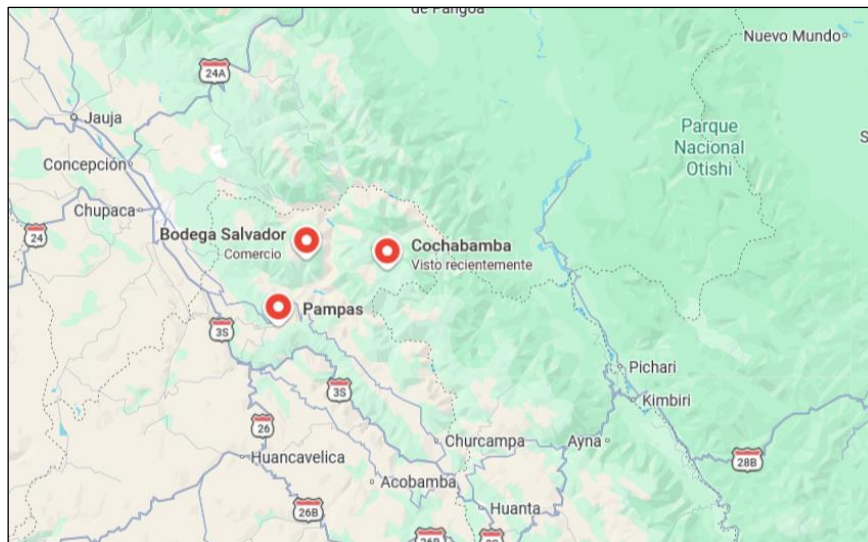 de Pangoa
Nuevo Mundo
24A
Jauja
Parque
Nacional
Otishi
S
Concepción
Chupaca
24
Bodega Salvador
Comercio
Cochabamba
Visto recientemente
Pampas
3S
Pichari
3S
Kimbiri
26
Churcampa
Ayna
Huancavelica
28B
Acobamba
Huanta
26B
26B